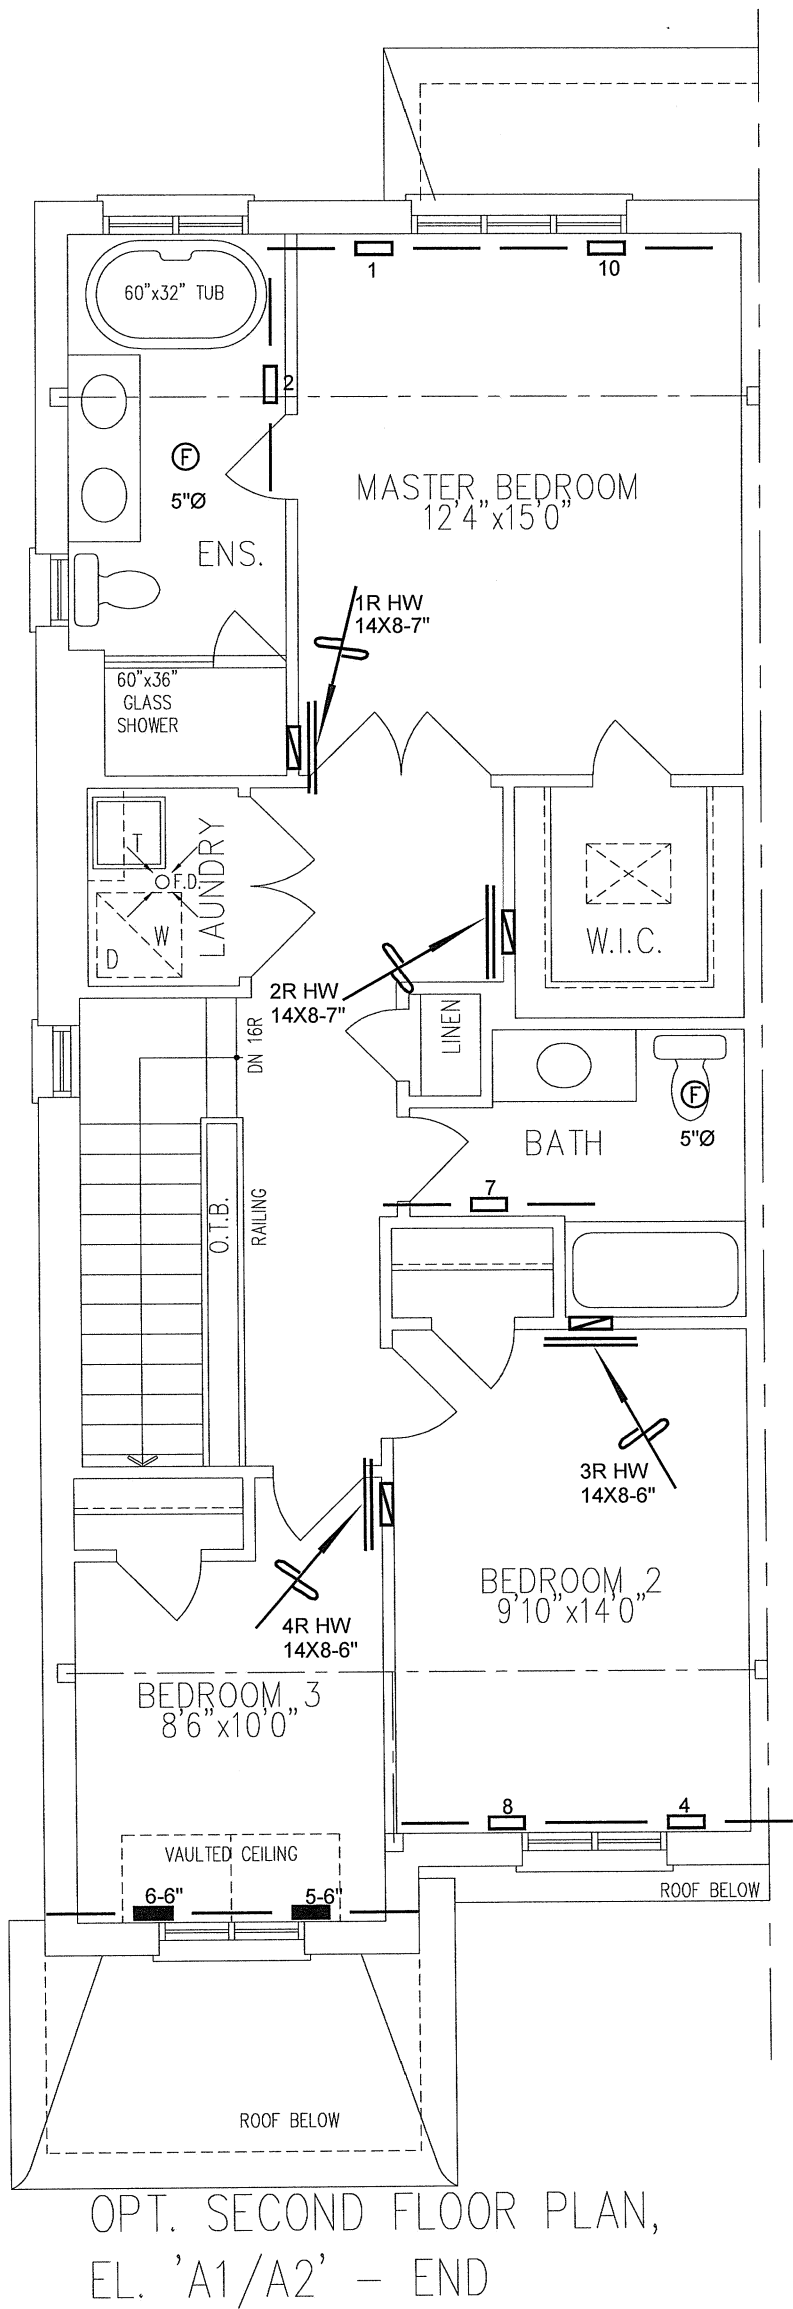 60"x32" TUB
1
10
2
F
5"Ø
MASTER BEDROOM
12'4"x15'0"
ENS.
1R HW
14X8-7"
60"x36"
GLASS
SHOWER
T
F.D.
LAUNDRY
W
D
W.I.C.
2R HW
14X8-7"
LINEN
DN 16R
F
5"Ø
BATH
7
O.T.B.
RAILING
3R HW
14X8-6"
4R HW
14X8-6"
BEDROOM 2
9'10"x14'0"
BEDROOM 3
8'6"x10'0"
8
4
VAULTED CEILING
6-6"
5-6"
ROOF BELOW
ROOF BELOW
OPT. SECOND FLOOR PLAN,
EL. 'A1/A2' - END